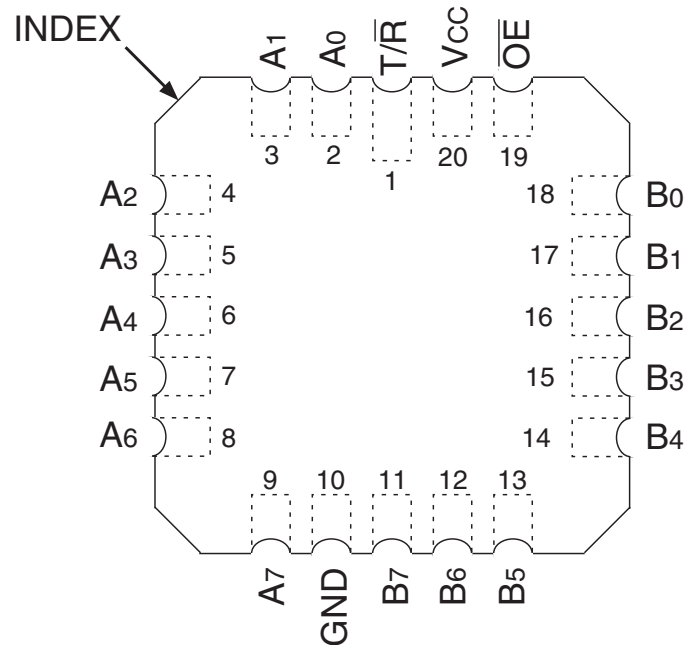 INDEX
A1 A0 T/R̅ VCC O̅E̅
3 2 1 20 19
A2 4 18 B0
A3 5 17 B1
A4 6 16 B2
A5 7 15 B3
A6 8 14 B4
9 10 11 12 13
A7 GND B7 B6 B5